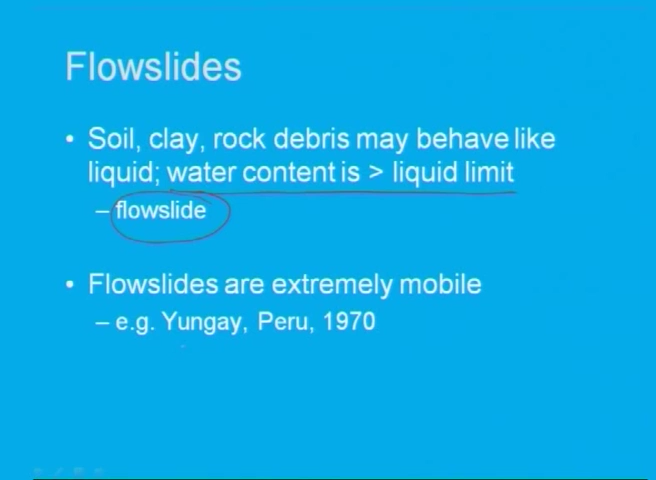 Flowslides
• Soil, clay, rock debris may behave like
liquid; water content is > liquid limit
– flowslide
• Flowslides are extremely mobile
– e.g. Yungay, Peru, 1970